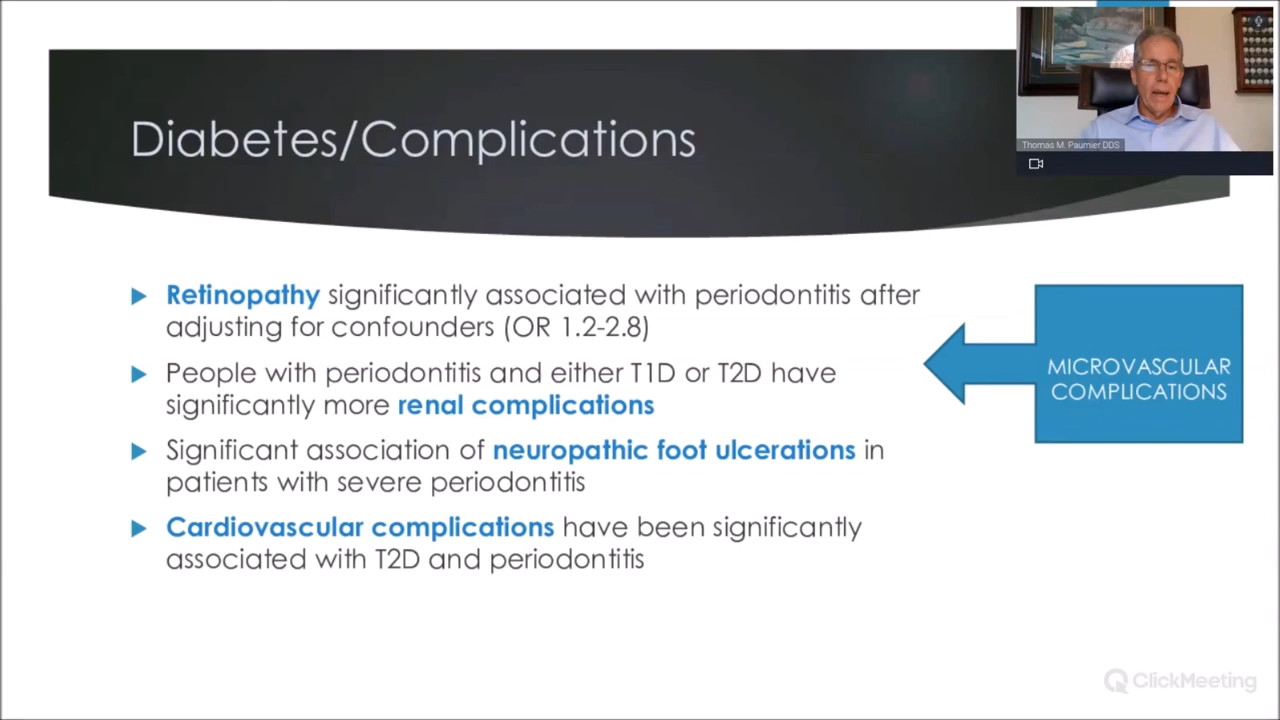 Diabetes/Complications
Thomas M. Paumier DDS
Retinopathy significantly associated with periodontitis after
adjusting for confounders (OR 1.2-2.8)
People with periodontitis and either T1D or T2D have
significantly more renal complications
Significant association of neuropathic foot ulcerations in
patients with severe periodontitis
Cardiovascular complications have been significantly
associated with T2D and periodontitis
MICROVASCULAR
COMPLICATIONS
ClickMeeting